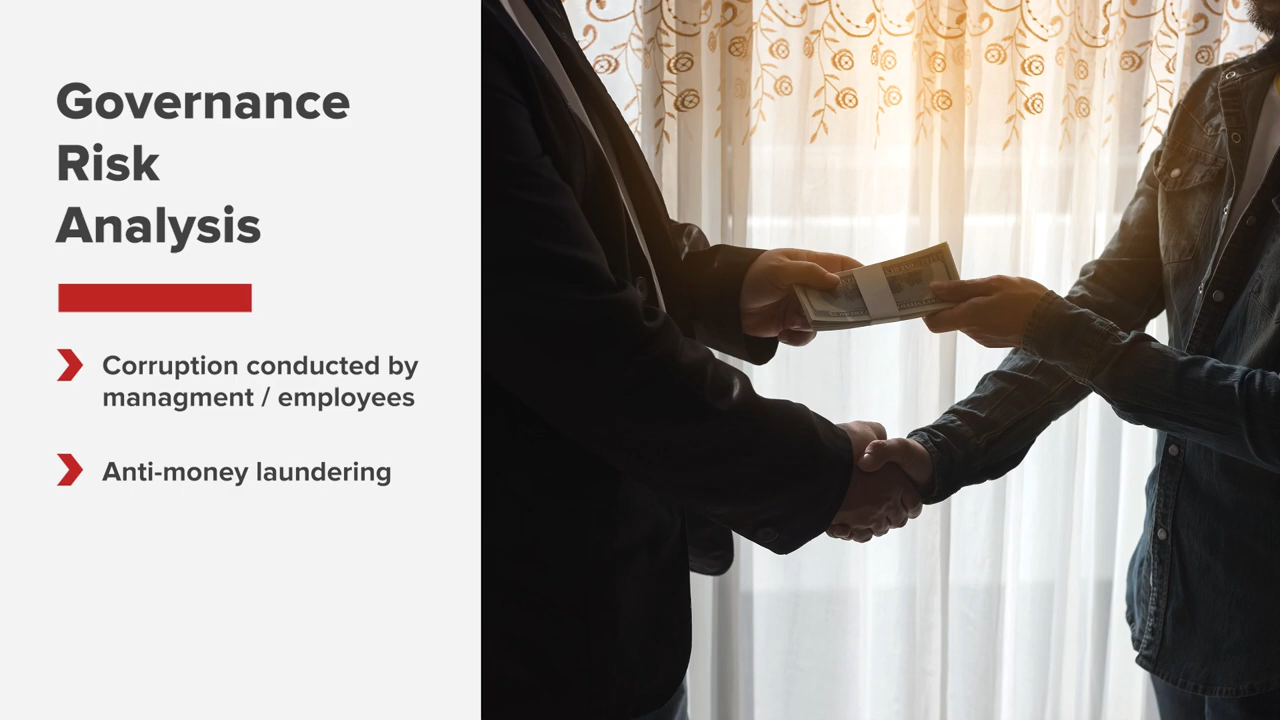 Governance
Risk
Analysis
Corruption conducted by
managment / employees
Anti-money laundering